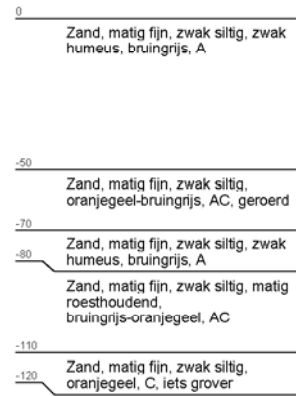 0
Zand, matig fijn, zwak siltig, zwak
humeus, bruingrijs, A
-50
Zand, matig fijn, zwak siltig,
oranjegeel-bruingrijs, AC, geroerd
-70
Zand, matig fijn, zwak siltig, zwak
humeus, bruingrijs, A
-80
Zand, matig fijn, zwak siltig, matig
roesthoudend,
bruingrijs-oranjegeel, AC
-110
Zand, matig fijn, zwak siltig,
oranjegeel, C, iets grover
-120